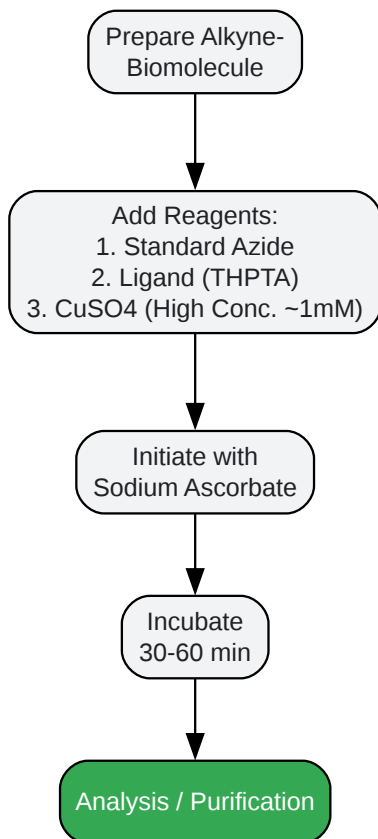 Prepare Alkyne-
Biomolecule
Add Reagents:
1. Standard Azide
2. Ligand (THPTA)
3. CuSO4 (High Conc. ~1mM)
Initiate with
Sodium Ascorbate
Incubate
30-60 min
Analysis / Purification